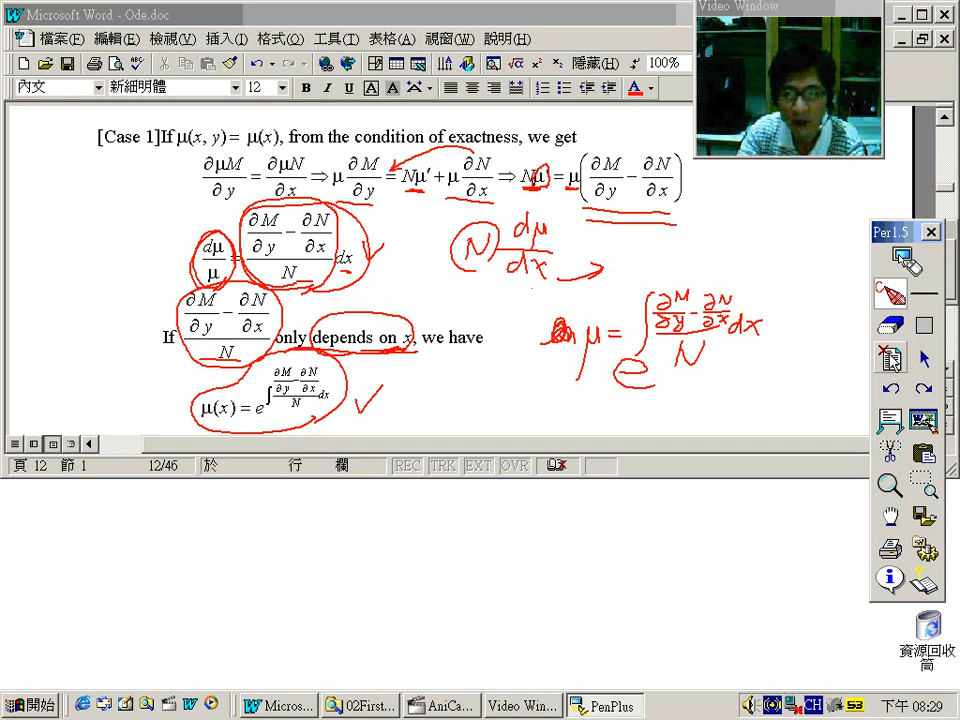 Microsoft Word - Ode.doc
Video Window
檔案(F) 編輯(E) 檢視(V) 插入(I) 格式(O) 工具(T) 表格(A) 視窗(W) 說明(H)
隱藏(H) 100%
內文 新細明體 12 B I U A A A
[Case 1]If μ(x, y)= μ(x), from the condition of exactness, we get
∂μM/∂y = ∂μN/∂x ⇒ μ ∂M/∂y = Nμ′ + μ ∂N/∂x ⇒ Nμ′ = μ(∂M/∂y − ∂N/∂x)
dμ/μ = (∂M/∂y − ∂N/∂x)/N dx
N dμ/dx
μ = e^∫ (∂M/∂y − ∂N/∂x)/N dx
If (∂M/∂y − ∂N/∂x)/N only depends on x, we have
μ(x) = e^∫ (∂M/∂y − ∂N/∂x)/N dx
Per1.5
頁 12 節 1 12/46 於 行 欄 REC TRK EXT OVR
資源回收
筒
開始 Micros... 02First... AniCa... Video Win... PenPlus CH 53 下午 08:29